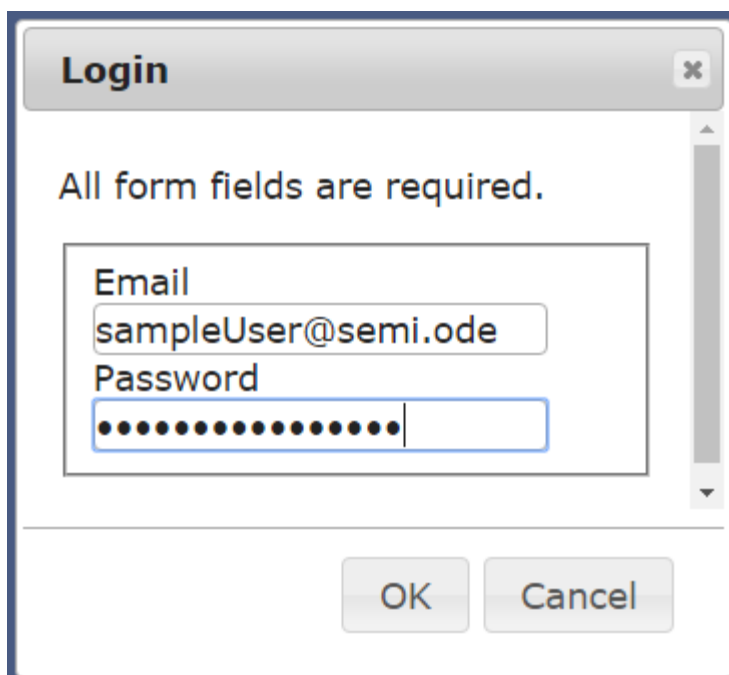 Login
All form fields are required.
Email
sampleUser@semi.ode
Password
••••••••••••••••
OK
Cancel